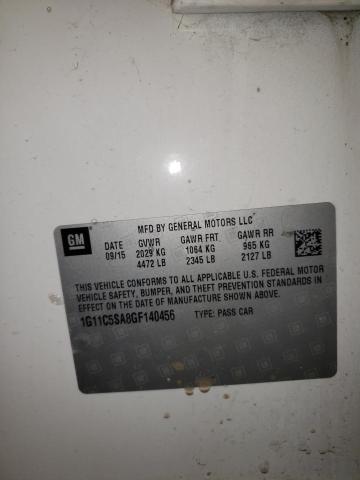 MFD BY GENERAL MOTORS LLC
GM DATE GVWR GAWR FRT GAWR RR
09/15 2029 KG 1064 KG 965 KG
4472 LB 2345 LB 2127 LB
THIS VEHICLE CONFORMS TO ALL APPLICABLE U.S. FEDERAL MOTOR
VEHICLE SAFETY, BUMPER, AND THEFT PREVENTION STANDARDS IN
EFFECT ON THE DATE OF MANUFACTURE SHOWN ABOVE.
1G11C5SA8GF140456 TYPE: PASS CAR